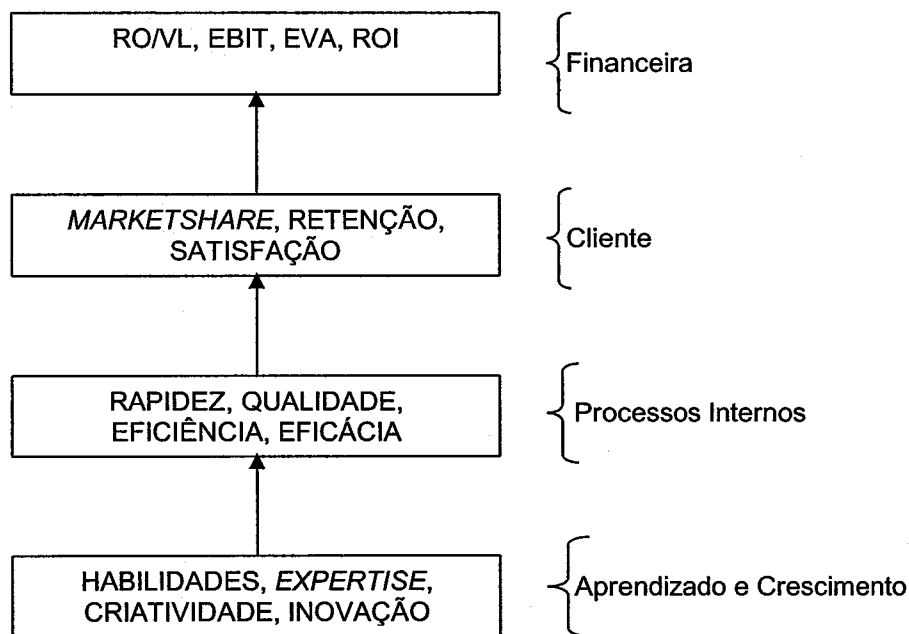 RO/VL, EBIT, EVA, ROI
Financeira
MARKETSHARE, RETENÇÃO,
SATISFAÇÃO
Cliente
RAPIDEZ, QUALIDADE,
EFICIÊNCIA, EFICÁCIA
Processos Internos
HABILIDADES, EXPERTISE,
CRIATIVIDADE, INOVAÇÃO
Aprendizado e Crescimento